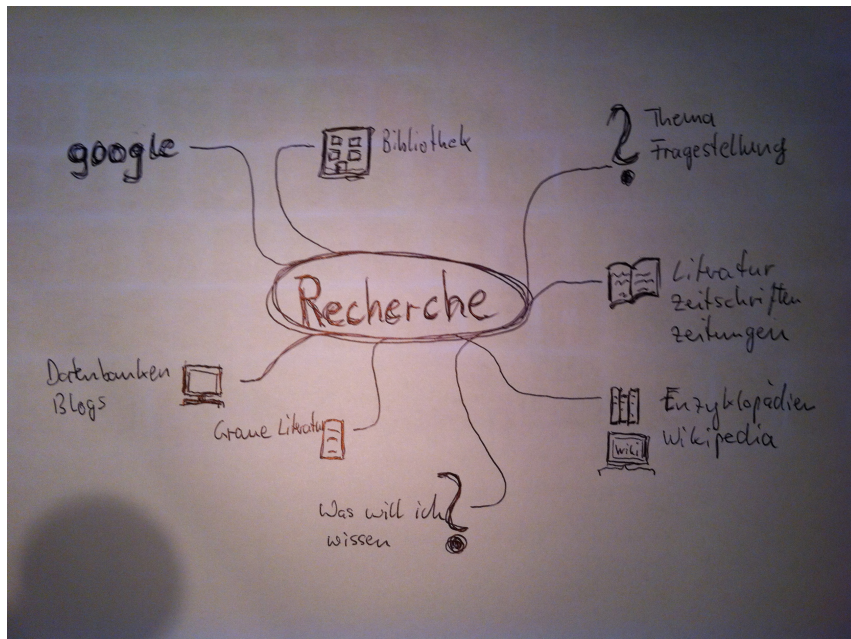 google
Bibliothek
Thema
Fragestellung
Recherche
Literatur
Zeitschriften
Zeitungen
Datenbanken
Blogs
Graue Literatur
Enzyklopädien
Wikipedia
Wiki
Was will ich
wissen